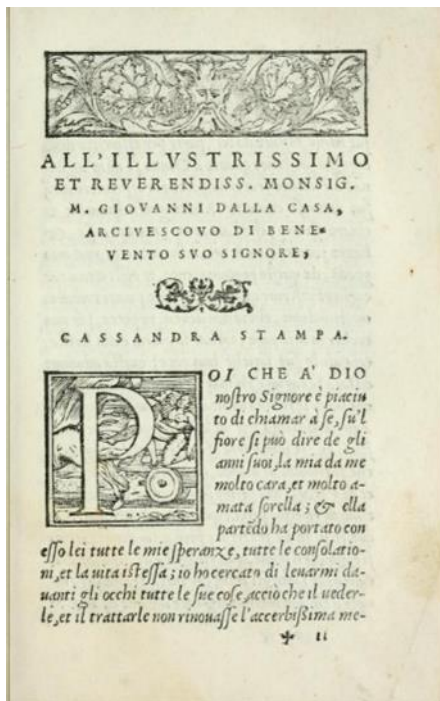 ALL'ILLVSTRISSIMO
ET REVERENDISS. MONSIG.
M. GIOVANNI DALLA CASA,
ARCIVESCOVO DI BENE=
VENTO SVO SIGNORE,
CASSANDRA STAMPA.
POI CHE A' DIO
nostro Signore è piaciu
to di chiamar à se, su'l
fiore si può dire de gli
anni suoi, la mia da me
molto cara, et molto a-
mata sorella; & ella
partēdo ha portato con
esso lei tutte le mie speranze, tutte le consolatio-
ni, et la uita istessa; io ho cercato di leuarmi da-
uanti gli occhi tutte le sue cose, acciò che il ueder-
le, et il trattarle non rinouasse l'accerbissima me-
✠ ii